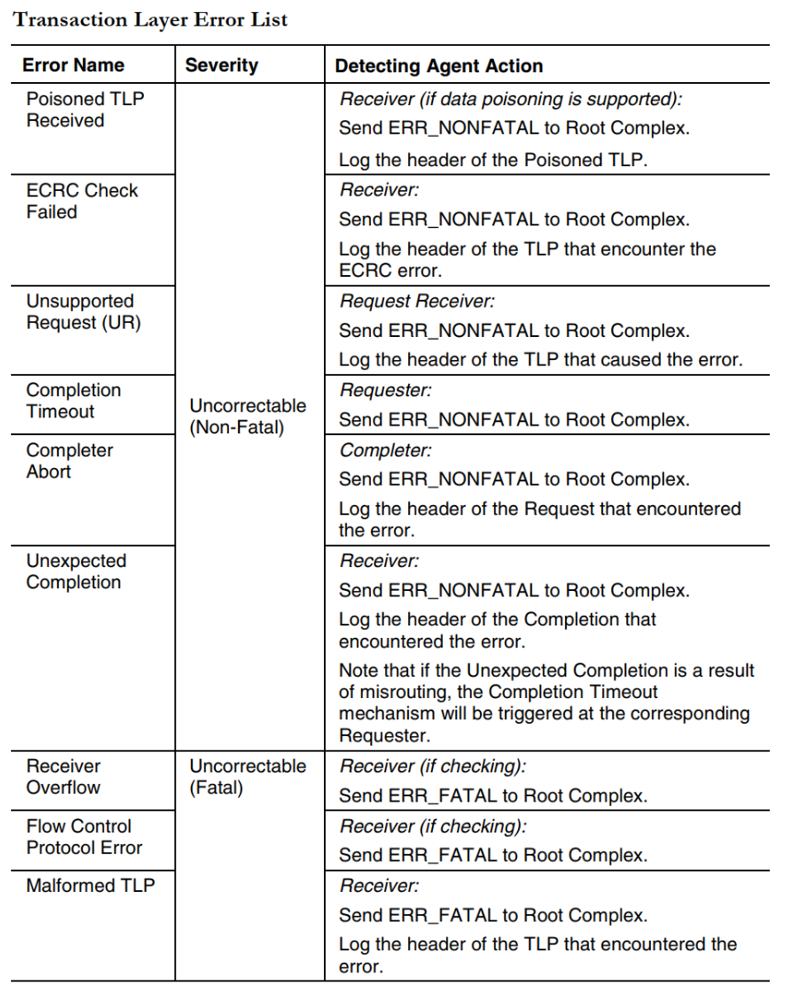 Transaction Layer Error List
Error Name Severity Detecting Agent Action
Poisoned TLP
Received
Receiver (if data poisoning is supported):
Send ERR_NONFATAL to Root Complex.
Log the header of the Poisoned TLP.
ECRC Check
Failed
Receiver:
Send ERR_NONFATAL to Root Complex.
Log the header of the TLP that encounter the
ECRC error.
Unsupported
Request (UR)
Request Receiver:
Send ERR_NONFATAL to Root Complex.
Log the header of the TLP that caused the error.
Completion
Timeout
Uncorrectable
(Non-Fatal)
Requester:
Send ERR_NONFATAL to Root Complex.
Completer
Abort
Completer:
Send ERR_NONFATAL to Root Complex.
Log the header of the Request that encountered
the error.
Unexpected
Completion
Receiver:
Send ERR_NONFATAL to Root Complex.
Log the header of the Completion that
encountered the error.
Note that if the Unexpected Completion is a result
of misrouting, the Completion Timeout
mechanism will be triggered at the corresponding
Requester.
Receiver
Overflow
Uncorrectable
(Fatal)
Receiver (if checking):
Send ERR_FATAL to Root Complex.
Flow Control
Protocol Error
Receiver (if checking):
Send ERR_FATAL to Root Complex.
Malformed TLP
Receiver:
Send ERR_FATAL to Root Complex.
Log the header of the TLP that encountered the
error.